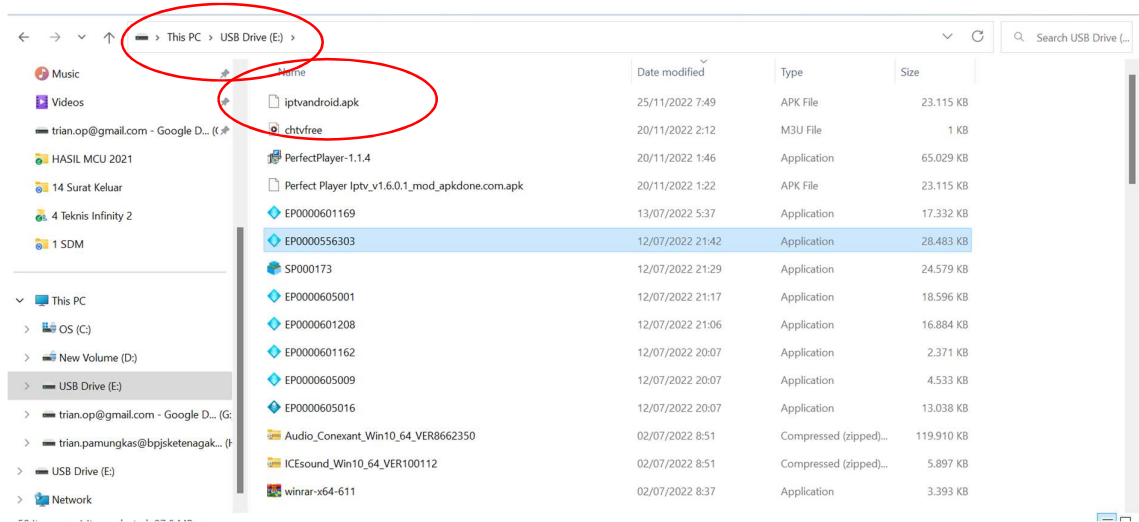 This PC > USB Drive (E:) >
Search USB Drive (...
Name Date modified Type Size
Music
Videos
trian.op@gmail.com - Google D... (
HASIL MCU 2021
14 Surat Keluar
4 Teknis Infinity 2
1 SDM
This PC
OS (C:)
New Volume (D:)
USB Drive (E:)
trian.op@gmail.com - Google D... (G:
trian.pamungkas@bpjsketenagak... (H
USB Drive (E:)
Network
iptvandroid.apk 25/11/2022 7:49 APK File 23.115 KB
chtvfree 20/11/2022 2:12 M3U File 1 KB
PerfectPlayer-1.1.4 20/11/2022 1:46 Application 65.029 KB
Perfect Player Iptv_v1.6.0.1_mod_apkdone.com.apk 20/11/2022 1:22 APK File 23.115 KB
EP0000601169 13/07/2022 5:37 Application 17.332 KB
EP0000556303 12/07/2022 21:42 Application 28.483 KB
SP000173 12/07/2022 21:29 Application 24.579 KB
EP0000605001 12/07/2022 21:17 Application 18.596 KB
EP0000601208 12/07/2022 21:06 Application 16.884 KB
EP0000601162 12/07/2022 20:07 Application 2.371 KB
EP0000605009 12/07/2022 20:07 Application 4.533 KB
EP0000605016 12/07/2022 20:07 Application 13.038 KB
Audio_Conexant_Win10_64_VER8662350 02/07/2022 8:51 Compressed (zipped)... 119.910 KB
ICEsound_Win10_64_VER100112 02/07/2022 8:51 Compressed (zipped)... 5.897 KB
winrar-x64-611 02/07/2022 8:37 Application 3.393 KB